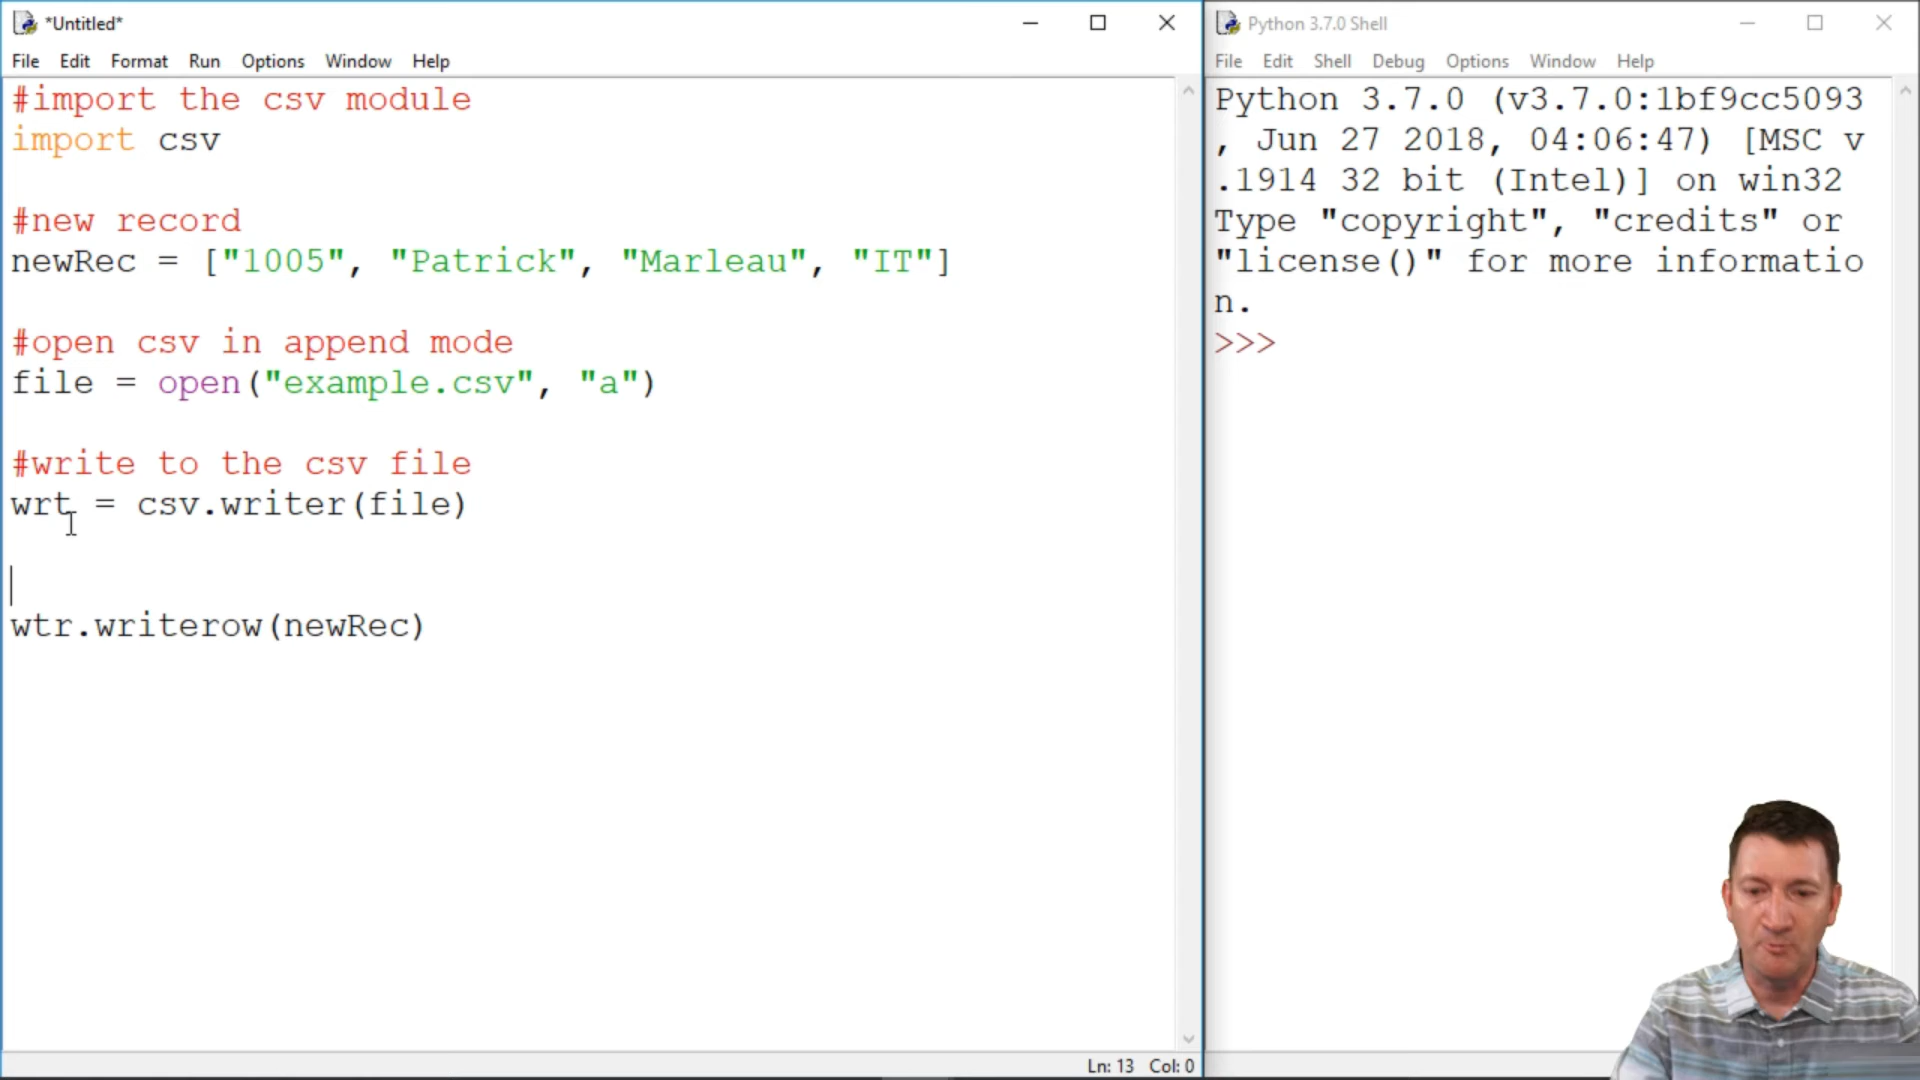 *Untitled*
File Edit Format Run Options Window Help
#import the csv module
import csv
#new record
newRec = ["1005", "Patrick", "Marleau", "IT"]
#open csv in append mode
file = open("example.csv", "a")
#write to the csv file
wrt = csv.writer(file)
wtr.writerow(newRec)
Ln: 13 Col: 0
Python 3.7.0 Shell
File Edit Shell Debug Options Window Help
Python 3.7.0 (v3.7.0:1bf9cc5093
, Jun 27 2018, 04:06:47) [MSC v
.1914 32 bit (Intel)] on win32
Type "copyright", "credits" or
"license()" for more informatio
n.
>>>